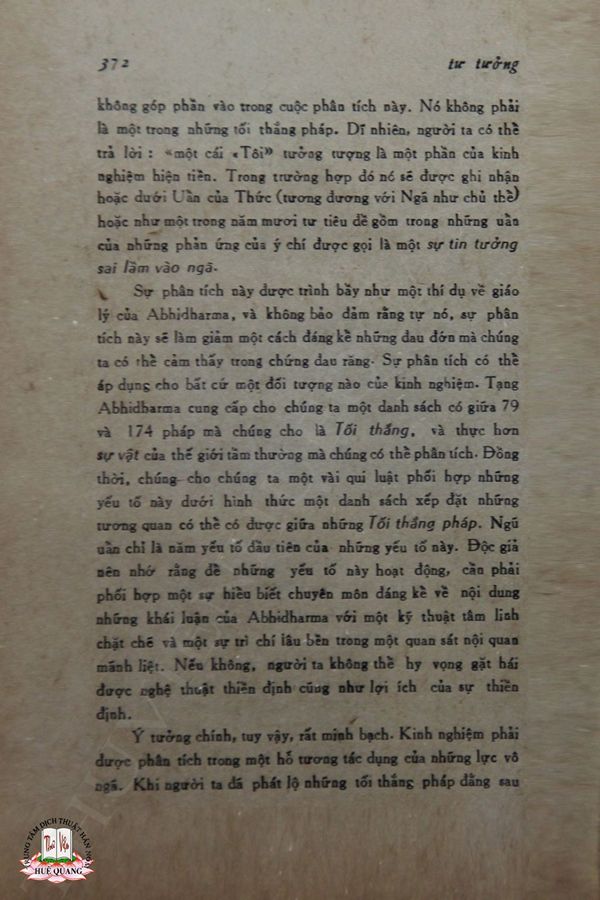 372 tư tưởng
không góp phần vào trong cuộc phân tích này. Nó không phải
là một trong những tối thắng pháp. Dĩ nhiên, người ta có thể
trả lời : «một cái «Tôi» tưởng tượng là một phần của kinh
nghiệm hiện tiền. Trong trường hợp đó nó sẽ được ghi nhận
hoặc dưới Uẩn của Thức (tương đương với Ngã như chủ thể)
hoặc như một trong năm mươi tư tiêu đề gồm trong những uẩn
của những phản ứng của ý chí được gọi là một sự tin tưởng
sai lầm vào ngã.
Sự phân tích này được trình bầy như một thí dụ về giáo
lý của Abhidharma, và không bảo đảm rằng tự nó, sự phân
tích này sẽ làm giảm một cách đáng kể những đau đớn mà chúng
ta có thể cảm thấy trong chứng đau răng. Sự phân tích có thể
áp dụng cho bất cứ một đối tượng nào của kinh nghiệm. Tạng
Abhidharma cung cấp cho chúng ta một danh sách có giữa 79
và 174 pháp mà chúng cho là Tối thắng, và thực hơn
sự vật của thế giới tầm thường mà chúng có thể phân tích. Đồng
thời, chúng cho chúng ta một vài qui luật phối hợp những
yếu tố này dưới hình thức một danh sách xếp đặt những
tương quan có thể có được giữa những Tối thắng pháp. Ngũ
uẩn chỉ là năm yếu tố đầu tiên của những yếu tố này. Độc giả
nên nhớ rằng để những yếu tố này hoạt động, cần phải
phối hợp một sự hiểu biết chuyên môn đáng kể về nội dung
những khái luận của Abhidharma với một kỹ thuật tâm linh
chặt chẽ và một sự trì chí lâu bền trong một quan sát nội quan
mãnh liệt. Nếu không, người ta không thể hy vọng gặt hái
được nghệ thuật thiền định cũng như lợi ích của sự thiền
định.
Ý tưởng chính, tuy vậy, rất minh bạch. Kinh nghiệm phải
được phân tích trong một hỗ tương tác dụng của những lực vô
ngã. Khi người ta đã phát lộ những tối thắng pháp đằng sau
TRUNG TÂM DỊCH THUẬT HÁN NÔM
HUỆ QUANG